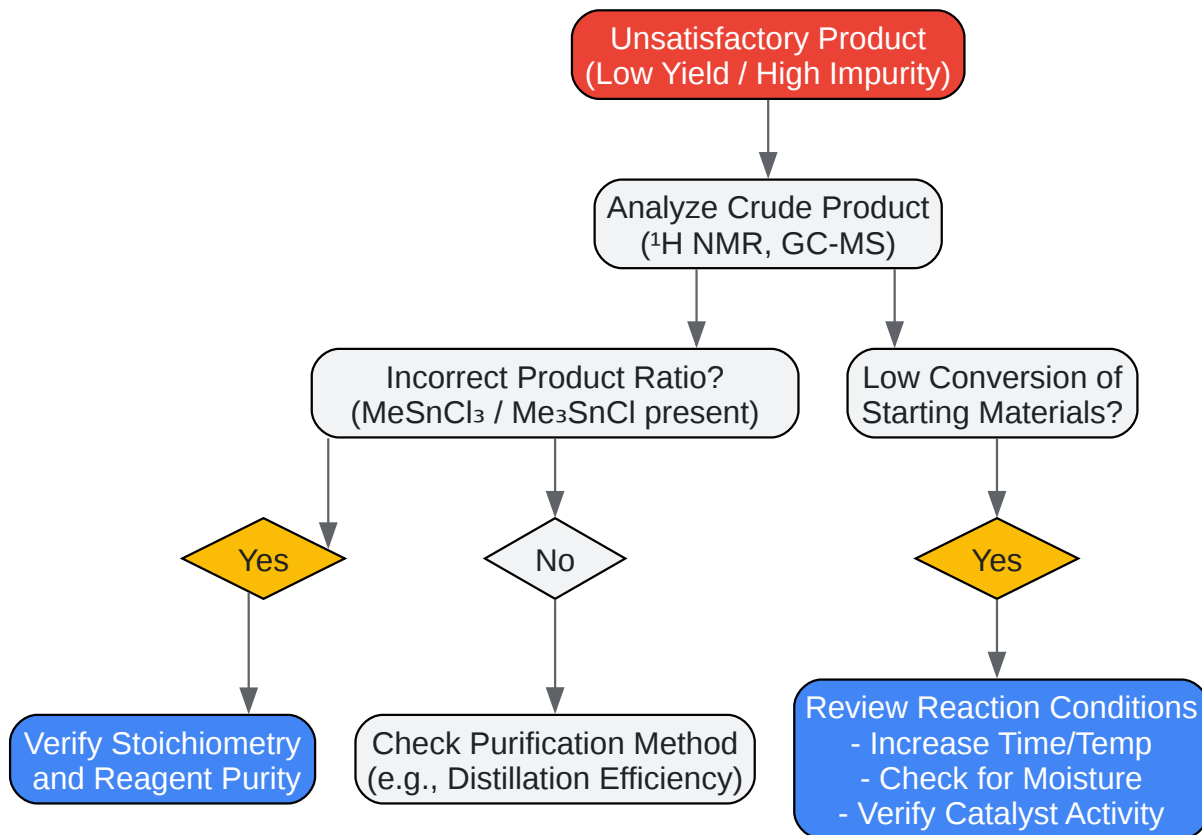 Unsatisfactory Product
(Low Yield / High Impurity)
Analyze Crude Product
(¹H NMR, GC-MS)
Incorrect Product Ratio?
(MeSnCl₃ / Me₃SnCl present)
Low Conversion of
Starting Materials?
Yes
No
Yes
Verify Stoichiometry
and Reagent Purity
Check Purification Method
(e.g., Distillation Efficiency)
Review Reaction Conditions
- Increase Time/Temp
- Check for Moisture
- Verify Catalyst Activity